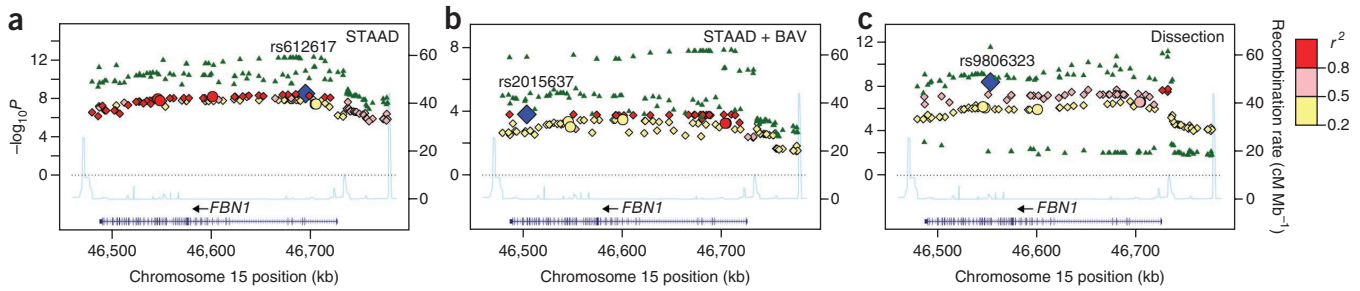 a
STAAD
rs612617
12
8
4
0
60
40
20
0
–log10P
FBN1
46,500
46,600
46,700
Chromosome 15 position (kb)
b
STAAD + BAV
rs2015637
8
4
0
60
40
20
0
FBN1
46,500
46,600
46,700
Chromosome 15 position (kb)
c
Dissection
rs9806323
12
8
4
0
60
40
20
0
Recombination rate (cM Mb–1)
FBN1
46,500
46,600
46,700
Chromosome 15 position (kb)
r2
0.8
0.5
0.2